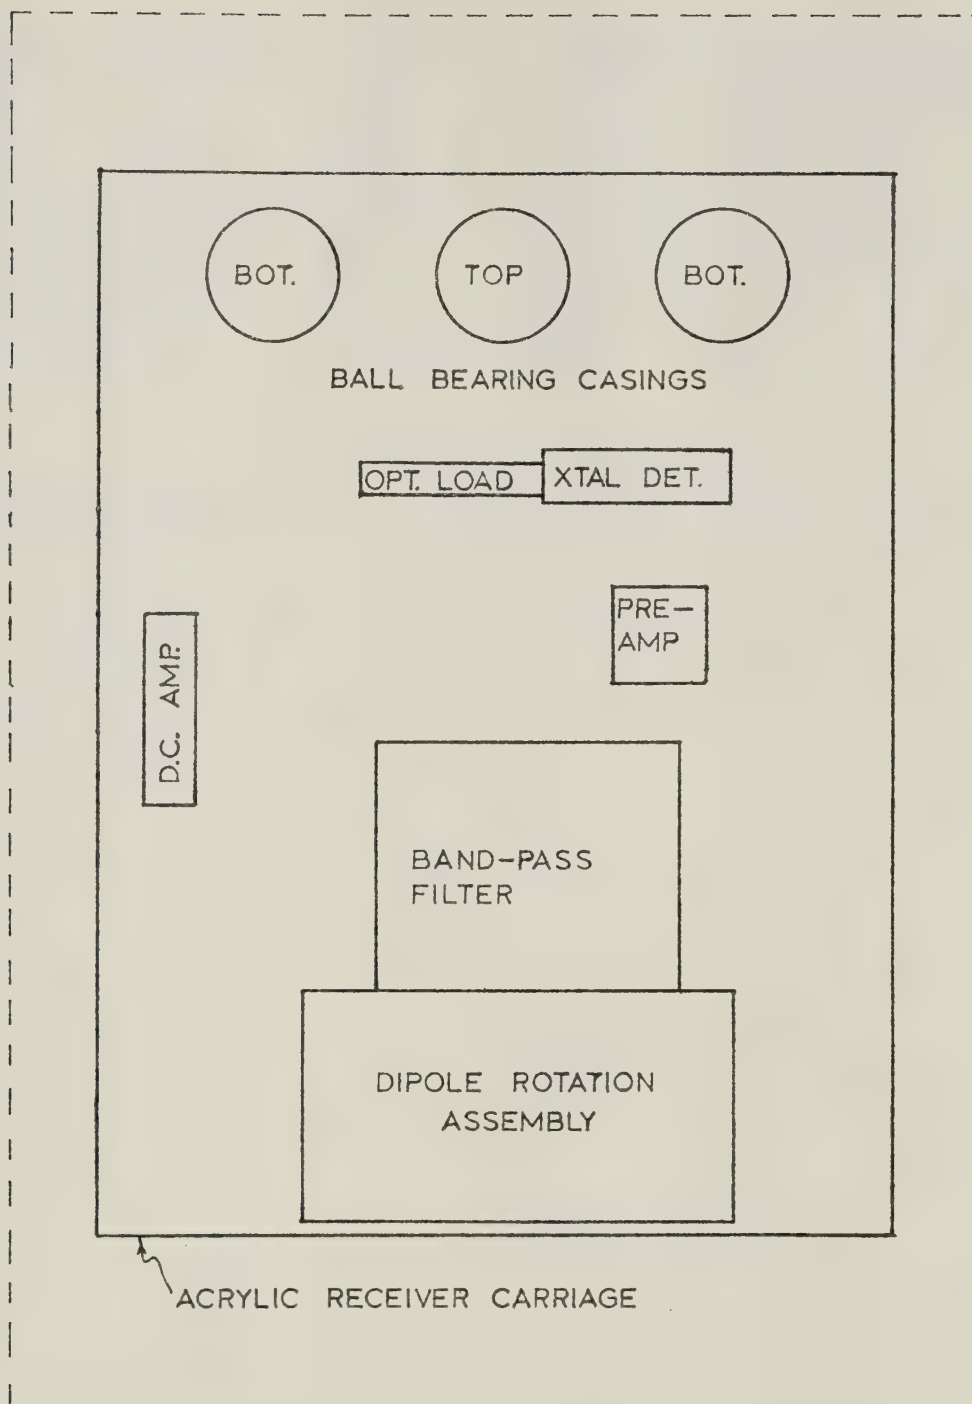 BOT.
TOP
BOT.
BALL BEARING CASINGS
OPT. LOAD
XTAL DET.
PRE-
AMP
D.C. AMP.
BAND-PASS
FILTER
DIPOLE ROTATION
ASSEMBLY
ACRYLIC RECEIVER CARRIAGE